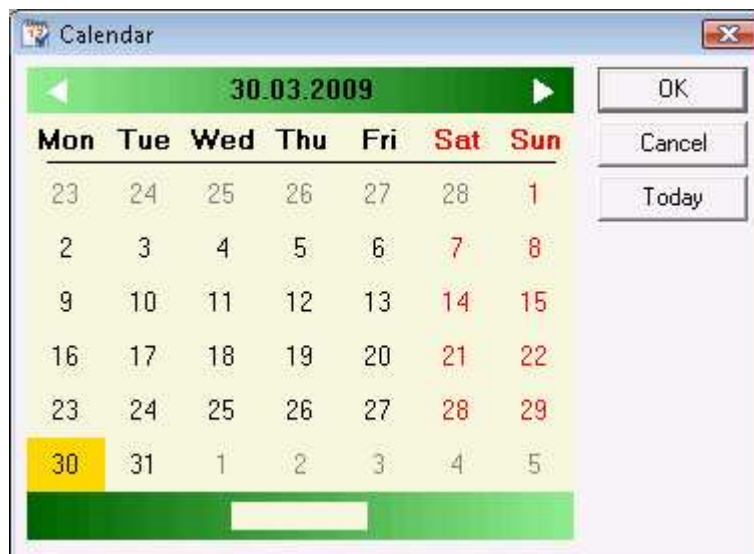 Calendar
30.03.2009
OK
Mon Tue Wed Thu Fri Sat Sun
Cancel
23 24 25 26 27 28 1
Today
2 3 4 5 6 7 8
9 10 11 12 13 14 15
16 17 18 19 20 21 22
23 24 25 26 27 28 29
30 31 1 2 3 4 5